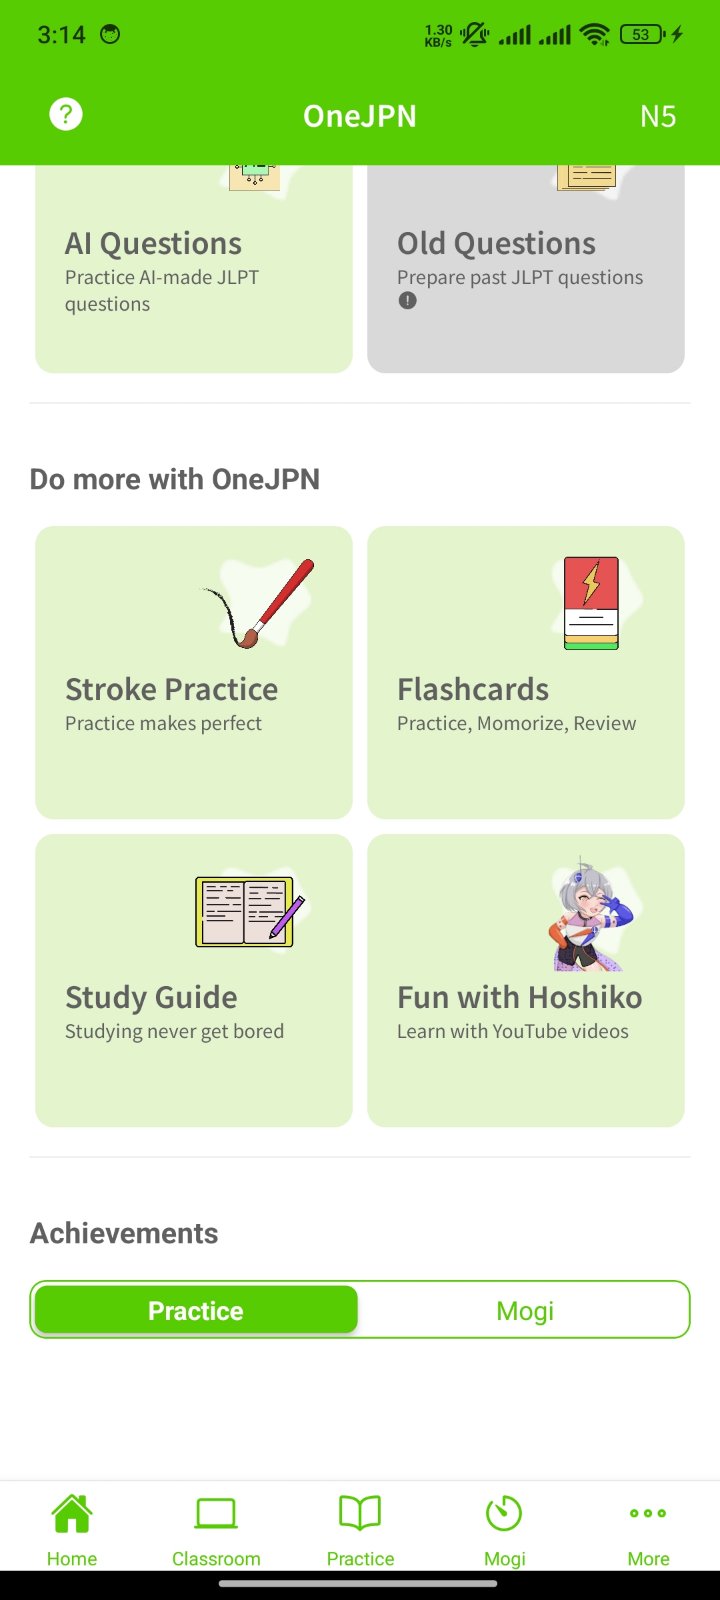 3:14
1.30
KB/s
53
?
OneJPN
N5
AI Questions
Practice AI-made JLPT
questions
Old Questions
Prepare past JLPT questions
Do more with OneJPN
Stroke Practice
Practice makes perfect
Flashcards
Practice, Momorize, Review
Study Guide
Studying never get bored
Fun with Hoshiko
Learn with YouTube videos
Achievements
Practice
Mogi
Home
Classroom
Practice
Mogi
More